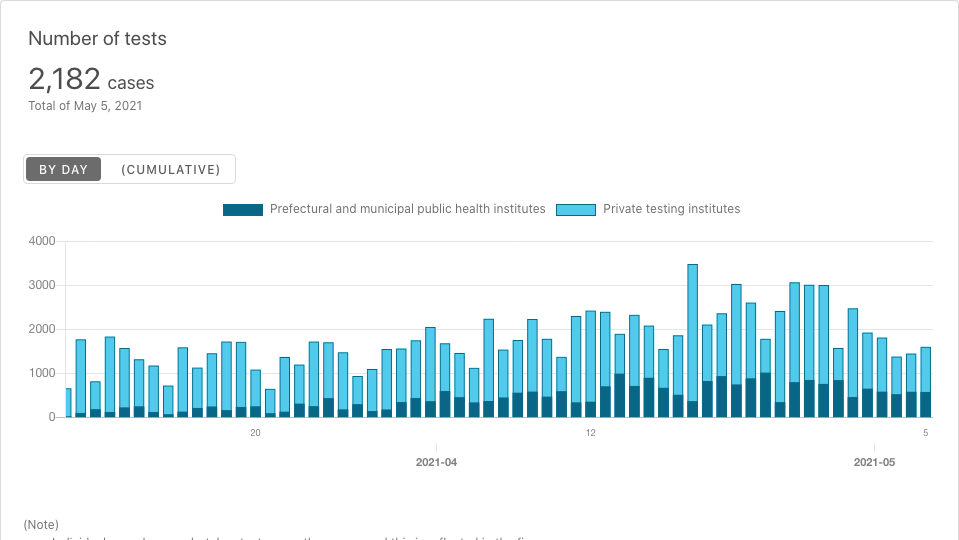 Number of tests
2,182 cases
Total of May 5, 2021
BY DAY (CUMULATIVE)
Prefectural and municipal public health institutes Private testing institutes
4000
3000
2000
1000
0
20 12 5
2021-04 2021-05
(Note)